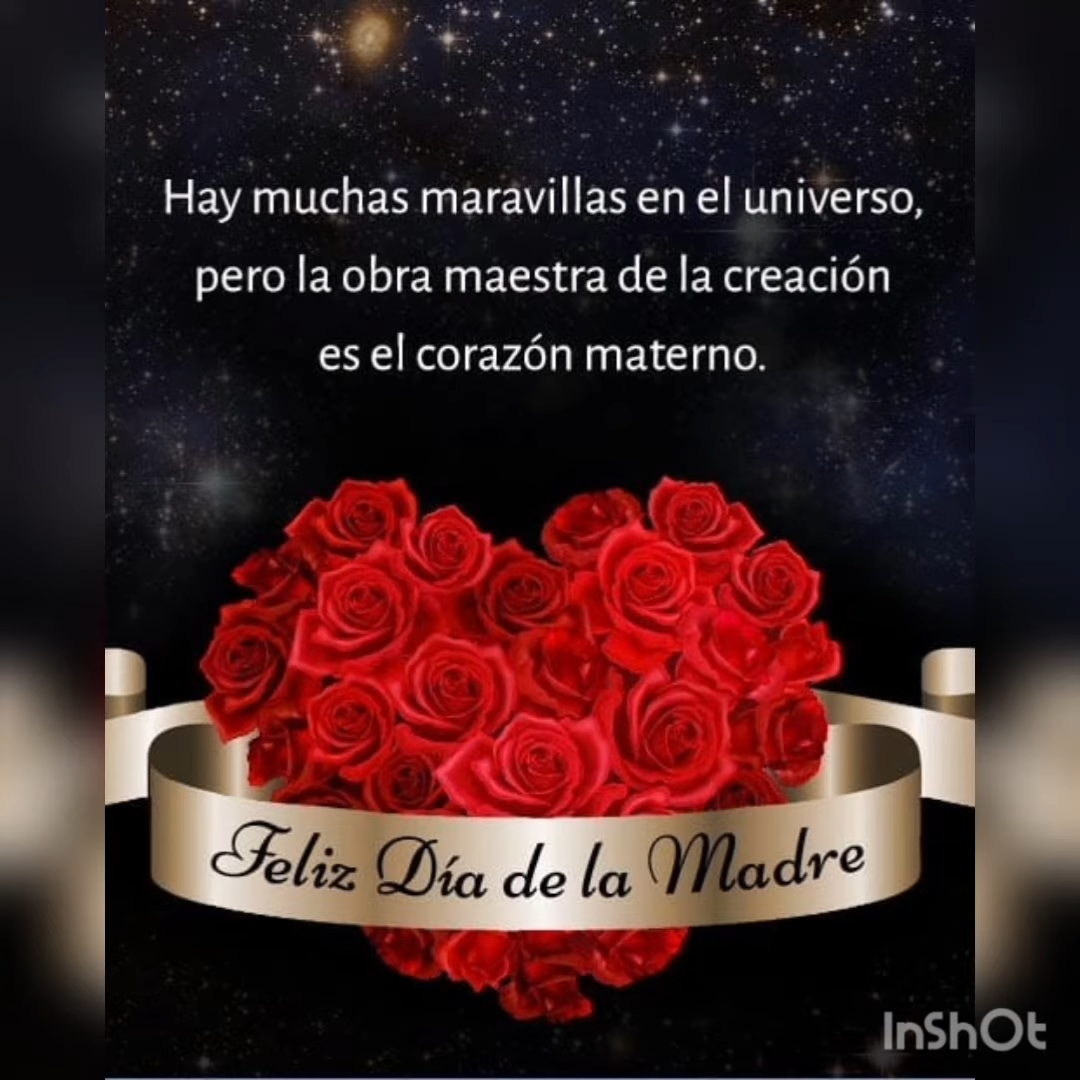 Hay muchas maravillas en el universo,
pero la obra maestra de la creación
es el corazón materno.
Feliz Día de la Madre
InShOt